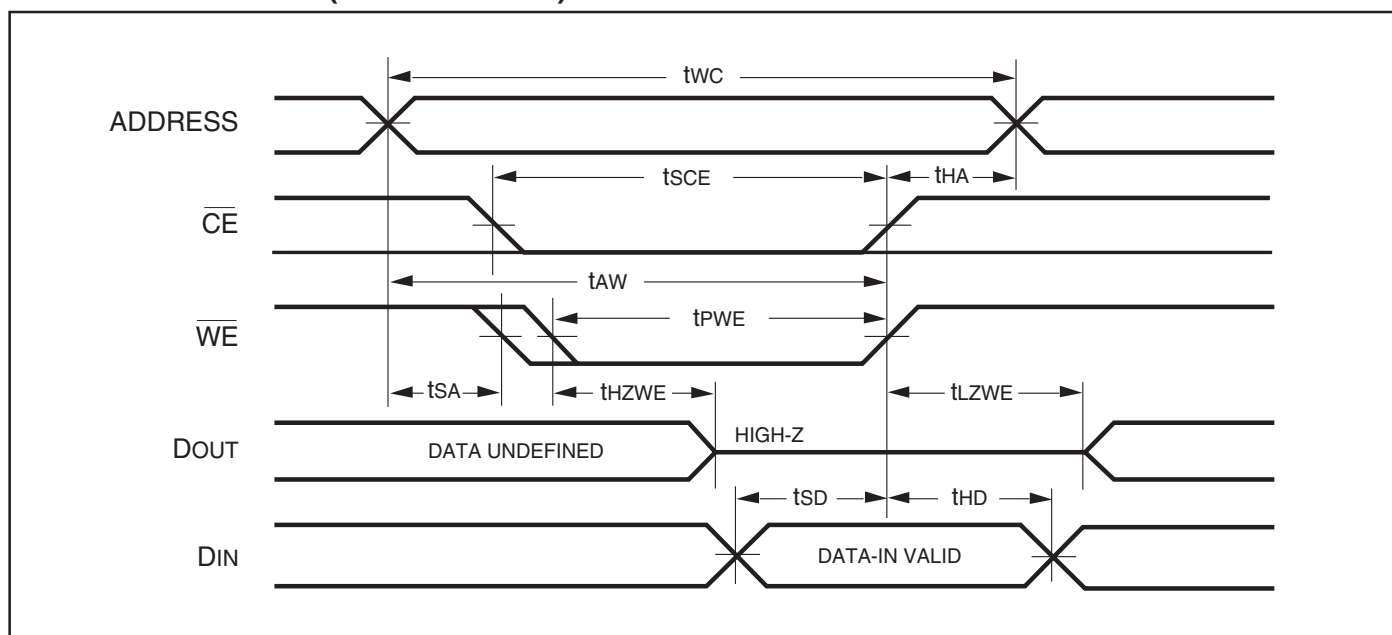 tWC
ADDRESS
tSCE
tHA
CE
tAW
tPWE
WE
tSA
tHZWE
tLZWE
HIGH-Z
DOUT
DATA UNDEFINED
tSD
tHD
DIN
DATA-IN VALID